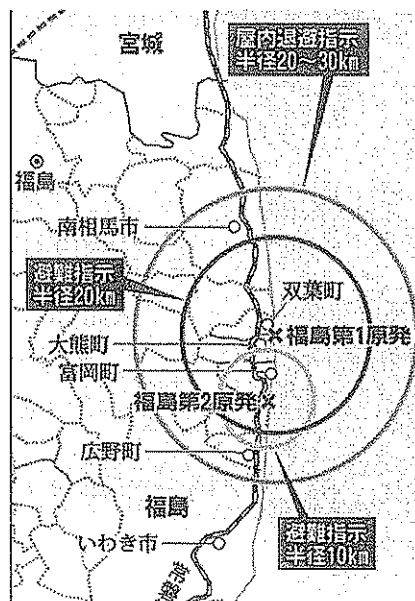 宮城
屋内退避指示
半径20〜30km
福島
南相馬市
避難指示
半径20km
双葉町
大熊町
福島第1原発
富岡町
福島第2原発
広野町
福島
避難指示
半径10km
いわき市
常磐線